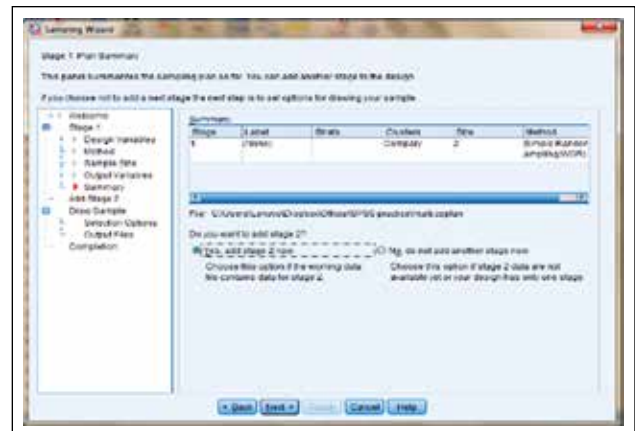 Sampling Wizard
Stage 1: Plan Summary
This panel summarizes the sampling plan so far. You can add another stage to the design.
If you choose not to add a next stage the next step is to set options for drawing your sample.
Welcome
Stage 1
Design Variables
Method
Sample Size
Output Variables
Summary
Add Stage 2
Draw Sample
Selection Options
Output Files
Completion
Summary:
Stage Label Strata Clusters Size Method
1 (None) Company 2 Simple Random
Sampling(WOR)
File:
Do you want to add stage 2?
Yes, add stage 2 now
Choose this option if the working data
file contains data for stage 2.
No, do not add another stage now
Choose this option if stage 2 data are not
available yet or your design has only one stage.
< Back Next > Finish Cancel Help